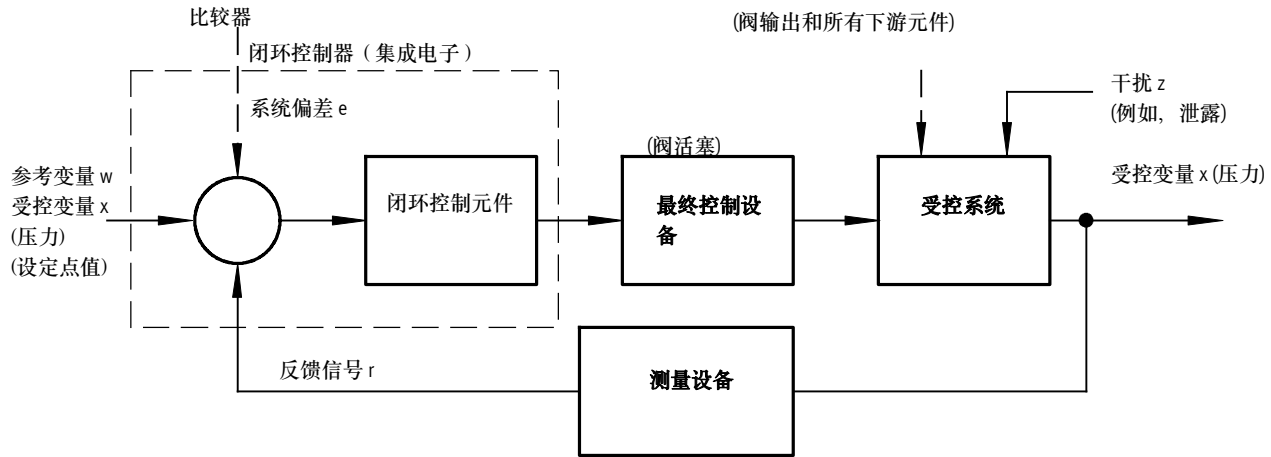 比较器
(阀输出和所有下游元件)
闭环控制器（集成电子）
系统偏差 e
干扰 z
(例如，泄露)
(阀活塞)
参考变量 w
受控变量 x
(压力)
(设定点值)
闭环控制元件
最终控制设
备
受控系统
受控变量 x (压力)
反馈信号 r
测量设备